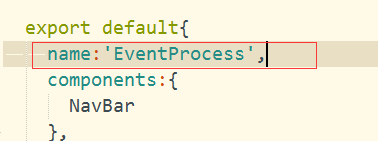 export default{
name:'EventProcess',
components:{
NavBar
},